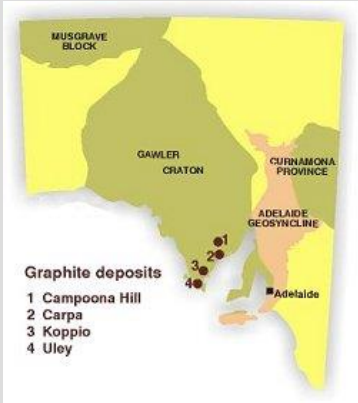 MUSGRAVE
BLOCK
GAWLER
CRATON
CURNAMONA
PROVINCE
ADELAIDE
GEOSYNCLINE
1
2
3
4
Adelaide
Graphite deposits
1 Campoona Hill
2 Carpa
3 Koppio
4 Uley